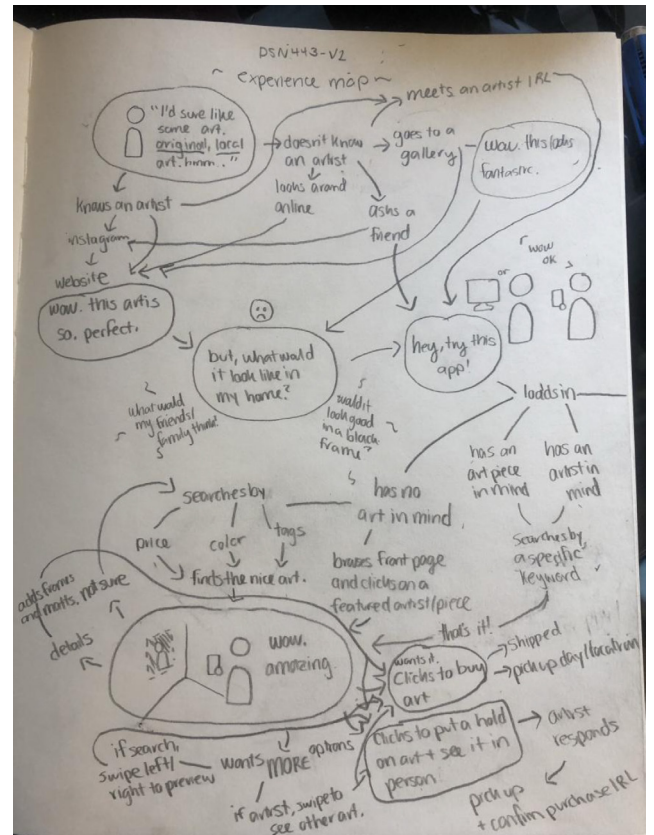 DSN443-V2
~ experience map ~
"I'd sure like
some art.
original, local
art. hmm.."
doesn't know
an artist
looks around
online
goes to a
gallery
meets an artist IRL
wow. this looks
fantastic.
asks a
friend
knows an artist
instagram
website
wow. this art is
so. perfect.
but, what would
it look like in
my home?
what would
my friends/
family think?
would it
look good
in a black
frame?
hey, try this
app!
or
"wow
ok
loads in
has an
art piece
in mind
has an
artist in
mind
searches by
a specific
keyword
has no
art in mind
browses front page
and clicks on a
featured artist/piece
searches by
price
color
tags
finds the nice art.
adds frames
and matts, not sure
details
wow.
amazing.
that's it!
wants it.
Clicks to buy
art
shipped
pick up day/location
Clicks to put a hold
on art + see it in
person
artist
responds
pick up
+ confirm purchase IRL
options
wants MORE
if search,
swipe left/
right to preview
if artist, swipe to
see other art.